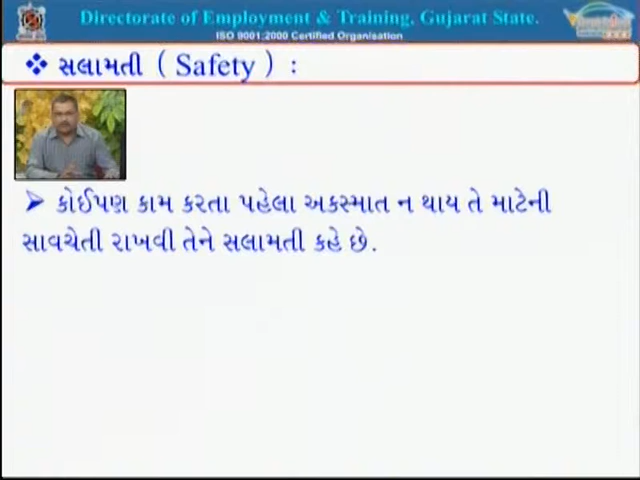 Directorate of Employment & Training, Gujarat State.
ISO 9001:2000 Certified Organisation
❖ સલામતી ( Safety ) :
➢ કોઈપણ કામ કરતા પહેલા અકસ્માત ન થાય તે માટેની
સાવચેતી રાખવી તેને સલામતી કહે છે.